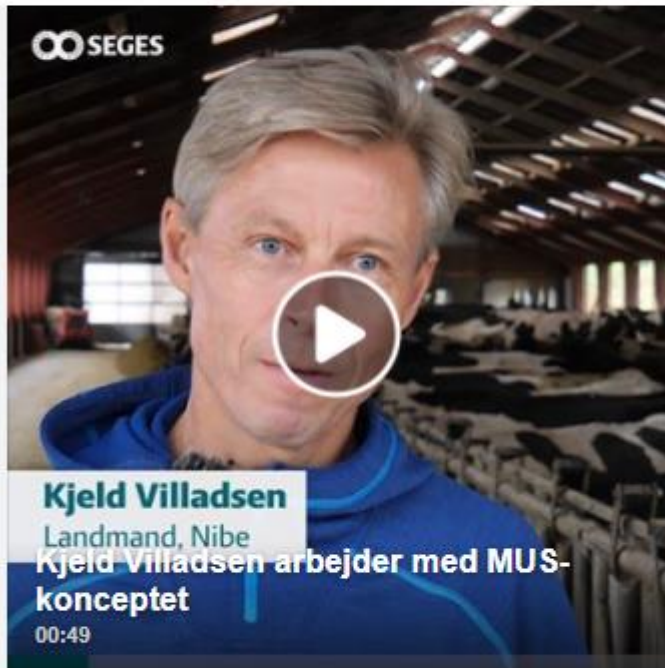 SEGES
Kjeld Villadsen
Landmand, Nibe
Kjeld Villadsen arbejder med MUS-
konceptet
00:49